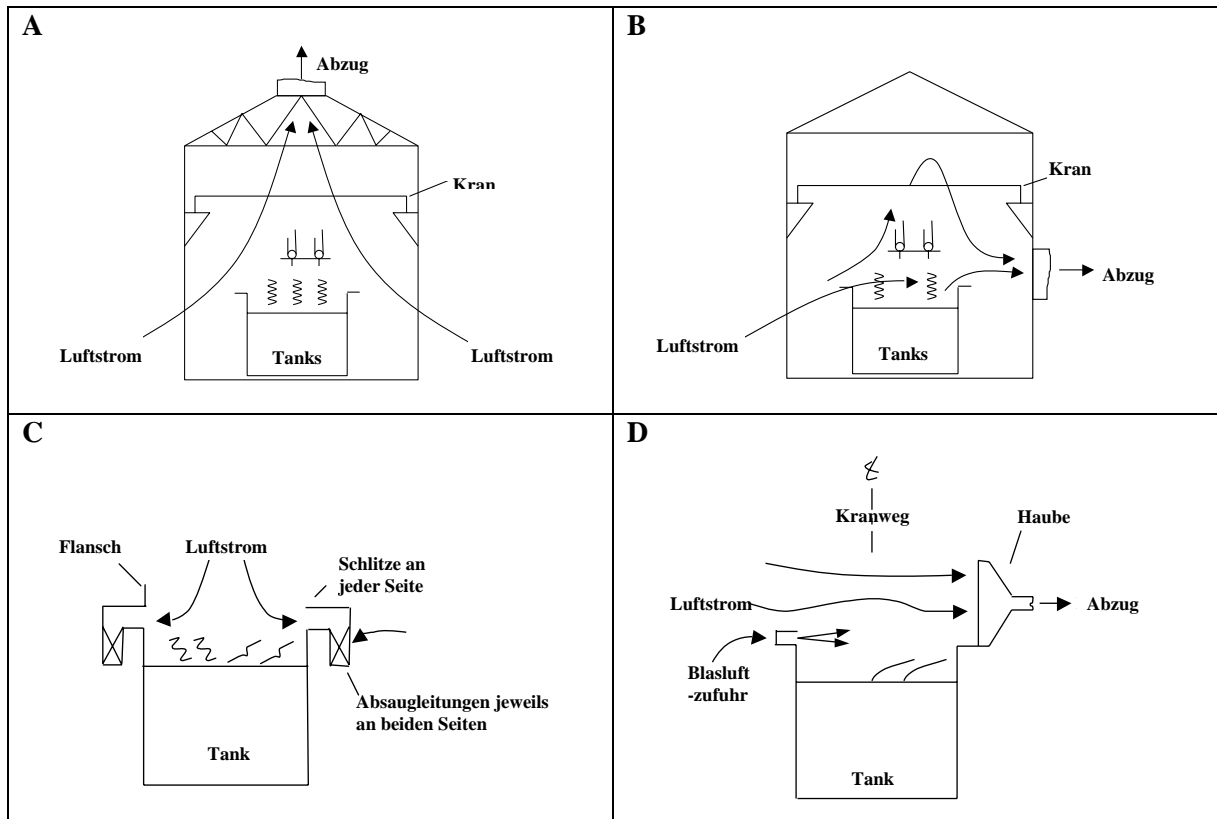 A
Abzug
Kran
Luftstrom
Luftstrom
Tanks
B
Kran
Abzug
Luftstrom
Tanks
C
Flansch
Luftstrom
Schlitze an
jeder Seite
Absaugleitungen jeweils
an beiden Seiten
Tank
D
Kranweg
Haube
Luftstrom
Abzug
Blasluft
-zufuhr
Tank